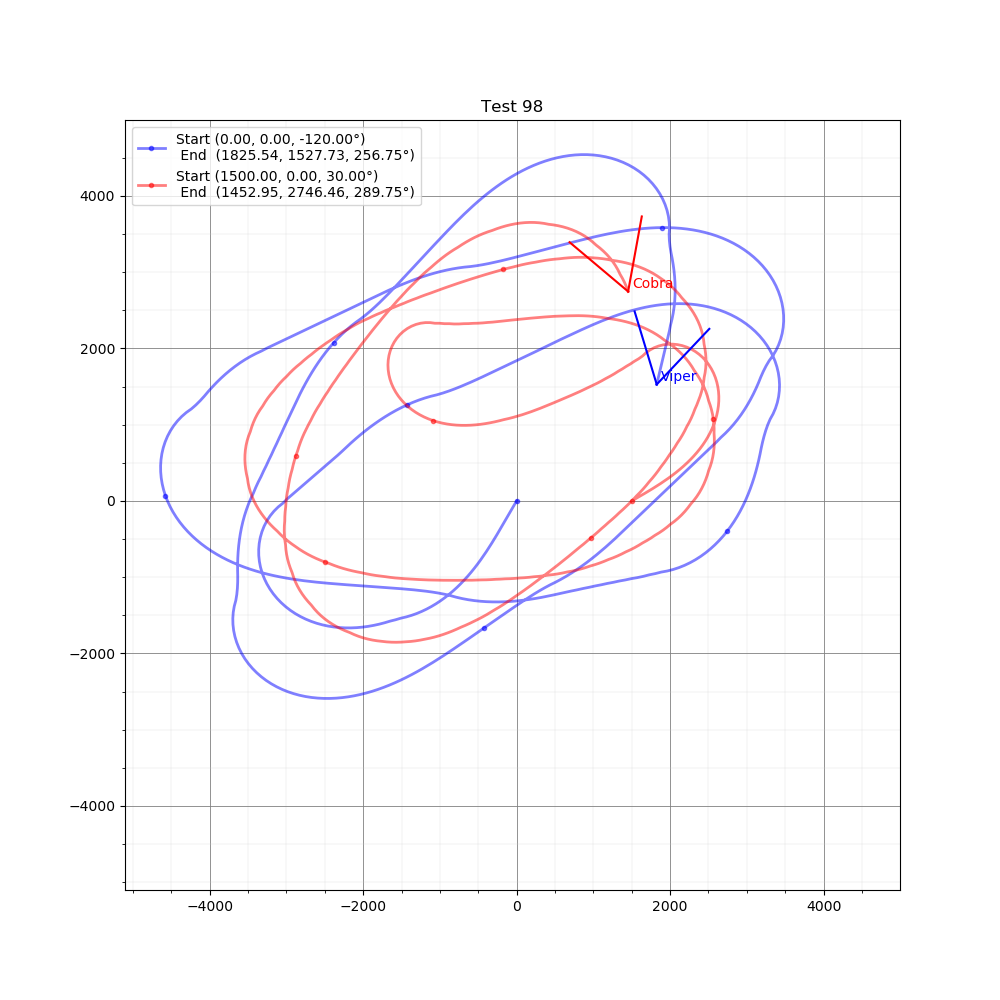 Test 98
Start (0.00, 0.00, -120.00°)
End  (1825.54, 1527.73, 256.75°)
Start (1500.00, 0.00, 30.00°)
End  (1452.95, 2746.46, 289.75°)
4000
2000
0
−2000
−4000
Cobra
Viper
−4000
−2000
0
2000
4000